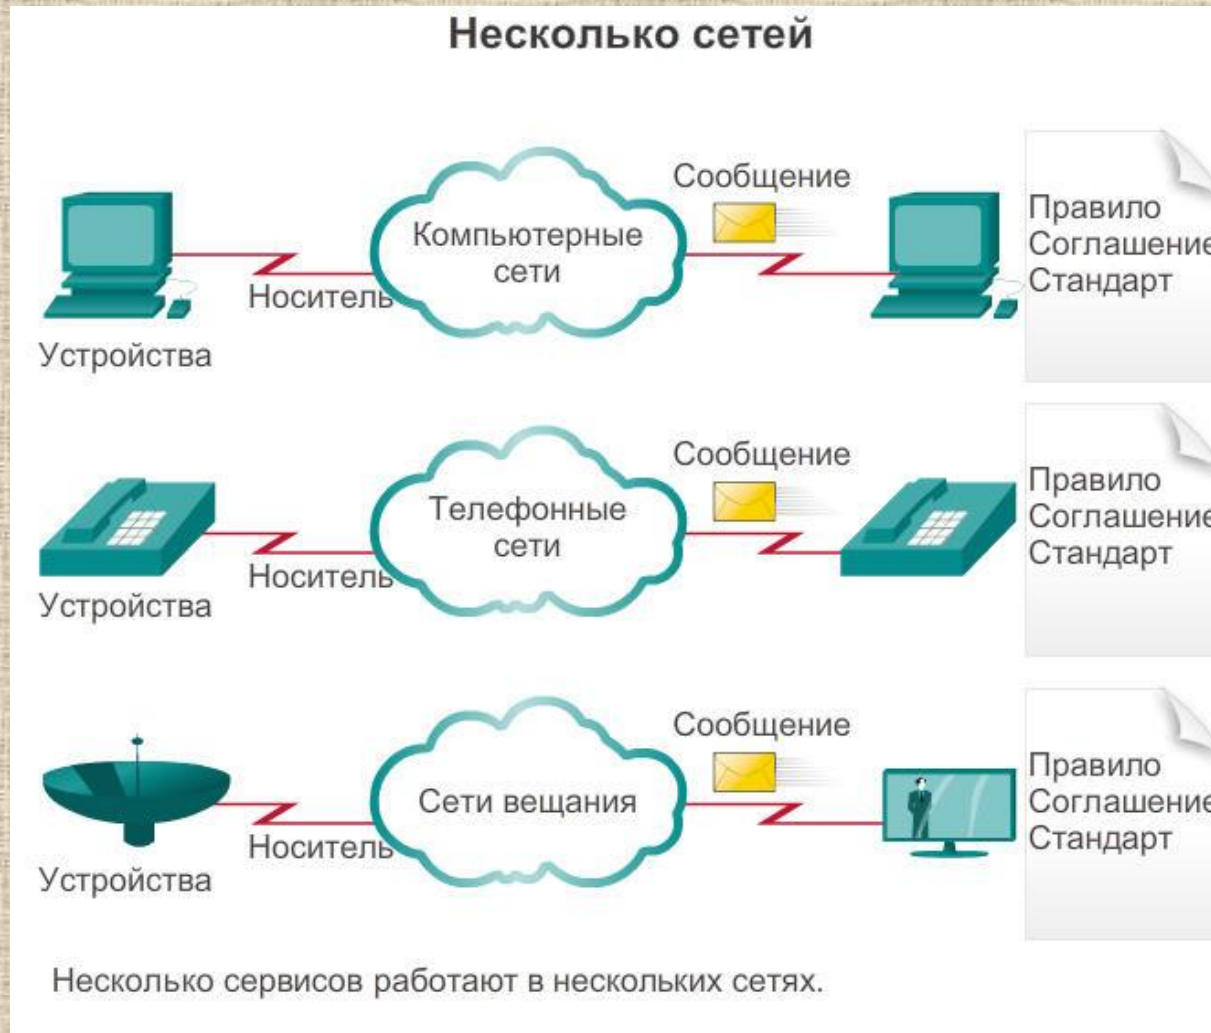 Несколько сетей
Сообщение
Компьютерные
сети
Носитель
Устройства
Правило
Соглашение
Стандарт
Сообщение
Телефонные
сети
Носитель
Устройства
Правило
Соглашение
Стандарт
Сообщение
Сети вещания
Носитель
Устройства
Правило
Соглашение
Стандарт
Несколько сервисов работают в нескольких сетях.